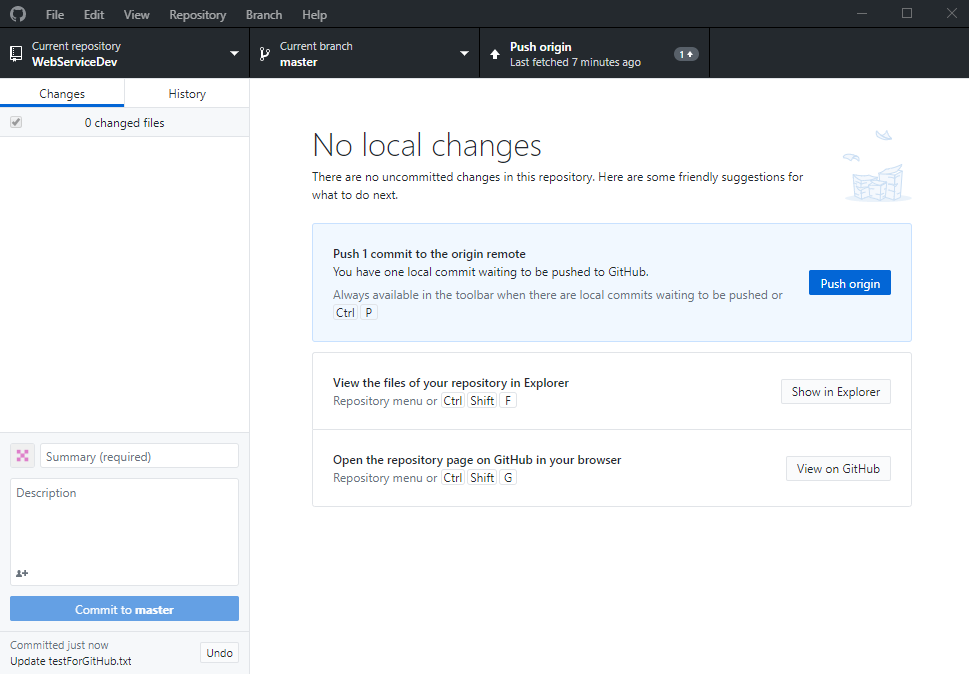 File Edit View Repository Branch Help
Current repository
WebServiceDev
Current branch
master
Push origin
Last fetched 7 minutes ago
1
Changes
History
0 changed files
No local changes
There are no uncommitted changes in this repository. Here are some friendly suggestions for
what to do next.
Push 1 commit to the origin remote
You have one local commit waiting to be pushed to GitHub.
Always available in the toolbar when there are local commits waiting to be pushed or
Ctrl P
Push origin
View the files of your repository in Explorer
Repository menu or Ctrl Shift F
Show in Explorer
Open the repository page on GitHub in your browser
Repository menu or Ctrl Shift G
View on GitHub
Summary (required)
Description
Commit to master
Committed just now
Update testForGitHub.txt
Undo